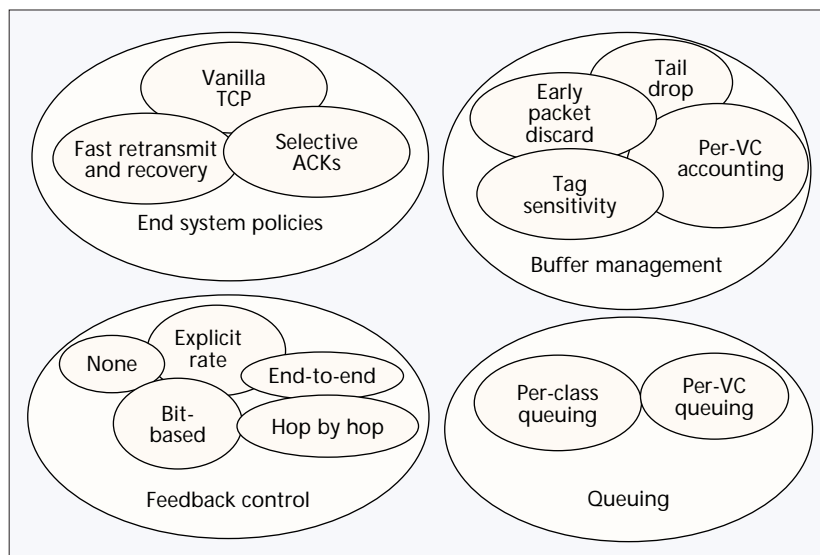 Vanilla
TCP
Fast retransmit
and recovery
Selective
ACKs
End system policies
Tail
drop
Early
packet
discard
Per-VC
accounting
Tag
sensitivity
Buffer management
None
Explicit
rate
End-to-end
Bit-
based
Hop by hop
Feedback control
Per-class
queuing
Per-VC
queuing
Queuing